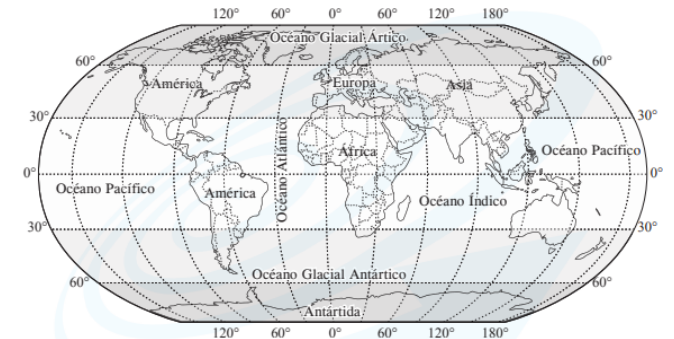 120° 60° 0° 60° 120° 180°
Océano Glacial Ártico
60° 60°
América Europa Asia
30° 30°
Océano Atlántico
África Océano Pacífico
0° 0°
Océano Pacífico América
Océano Índico
30° 30°
Océano Glacial Antártico
60° 60°
Antártida
120° 60° 0° 60° 120° 180°